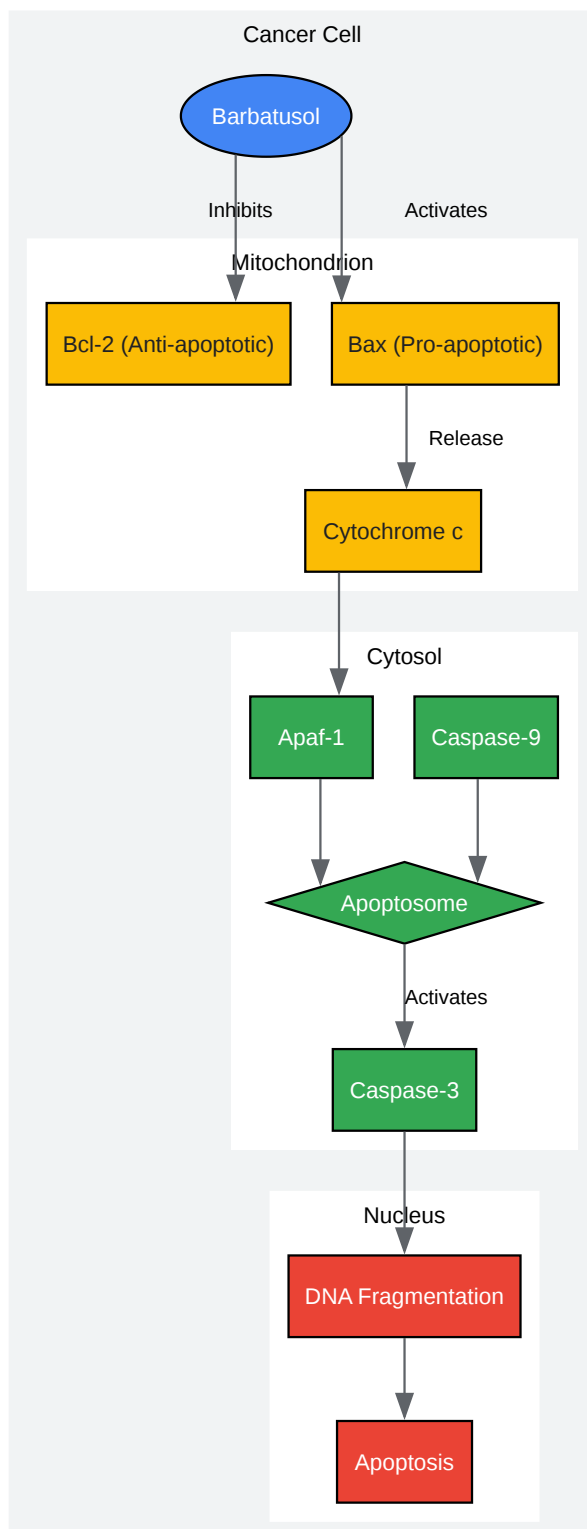 Cancer Cell
Barbatusol
Inhibits
Activates
Mitochondrion
Bcl-2 (Anti-apoptotic)
Bax (Pro-apoptotic)
Release
Cytochrome c
Cytosol
Apaf-1
Caspase-9
Apoptosome
Activates
Caspase-3
Nucleus
DNA Fragmentation
Apoptosis